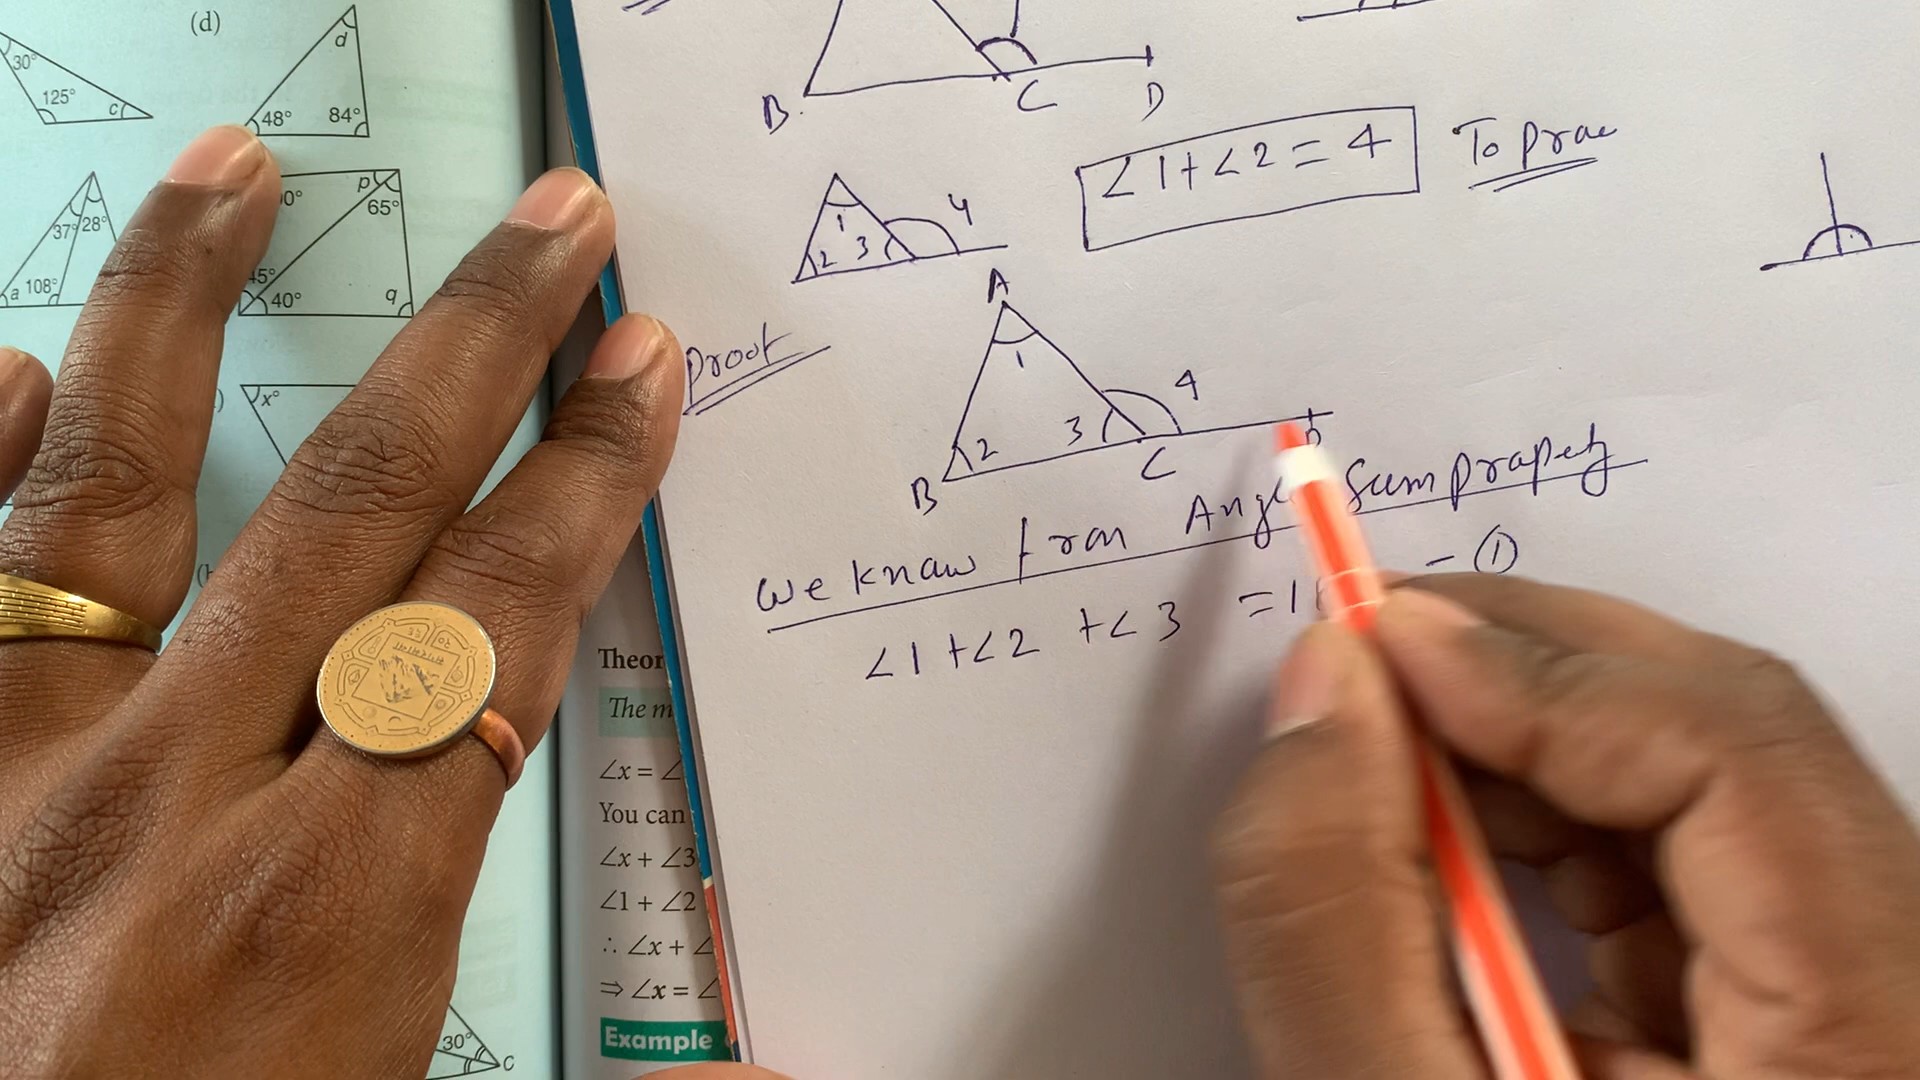 (d)
30°
125°
c
d
48°
84°
37°
28°
a
108°
p
65°
45°
40°
q
x°
Theor
The m
∠x = ∠
You can
∠x + ∠3
∠1 + ∠2
∴ ∠x + ∠
⇒ ∠x = ∠
Example
30°
C
B
C
D
∠1+∠2=4
To prove
1
2
3
4
Proof
A
1
2
3
4
B
C
We know from Angle Sum property
∠1+∠2 +∠3 =1
- ①